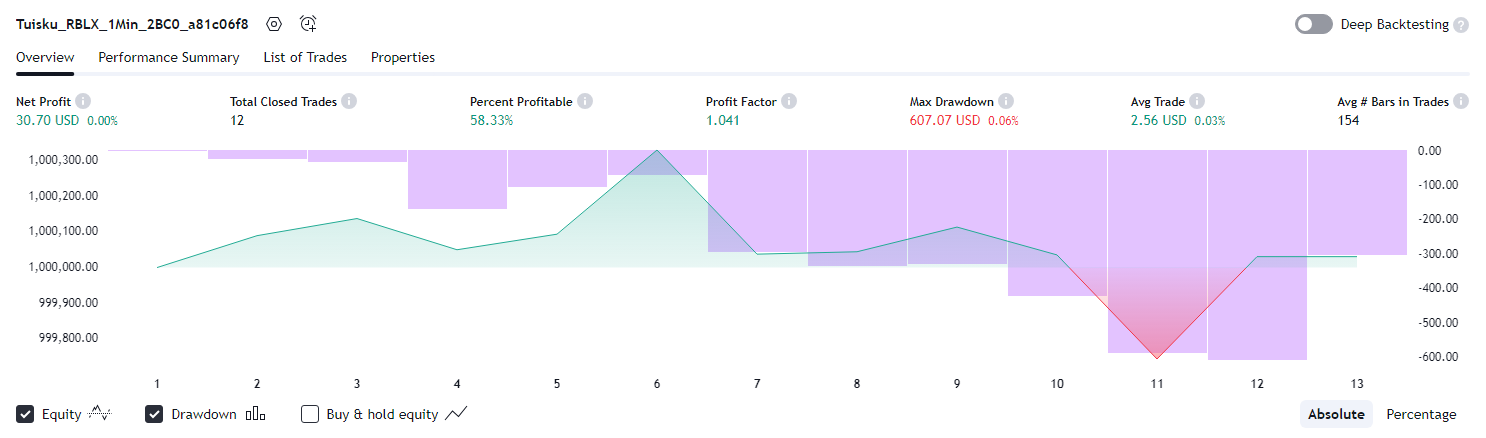 Tuisku_RBLX_1Min_2BC0_a81c06f8 Deep Backtesting ?
Overview Performance Summary List of Trades Properties
Net Profit i Total Closed Trades i Percent Profitable i Profit Factor i Max Drawdown i Avg Trade i Avg # Bars in Trades i
30.70 USD 0.00% 12 58.33% 1.041 607.07 USD 0.06% 2.56 USD 0.03% 154
1,000,300.00 0.00
1,000,200.00 -100.00
1,000,100.00 -200.00
1,000,000.00 -300.00
999,900.00 -400.00
999,800.00 -500.00
-600.00
1 2 3 4 5 6 7 8 9 10 11 12 13
Equity Drawdown Buy & hold equity Absolute Percentage